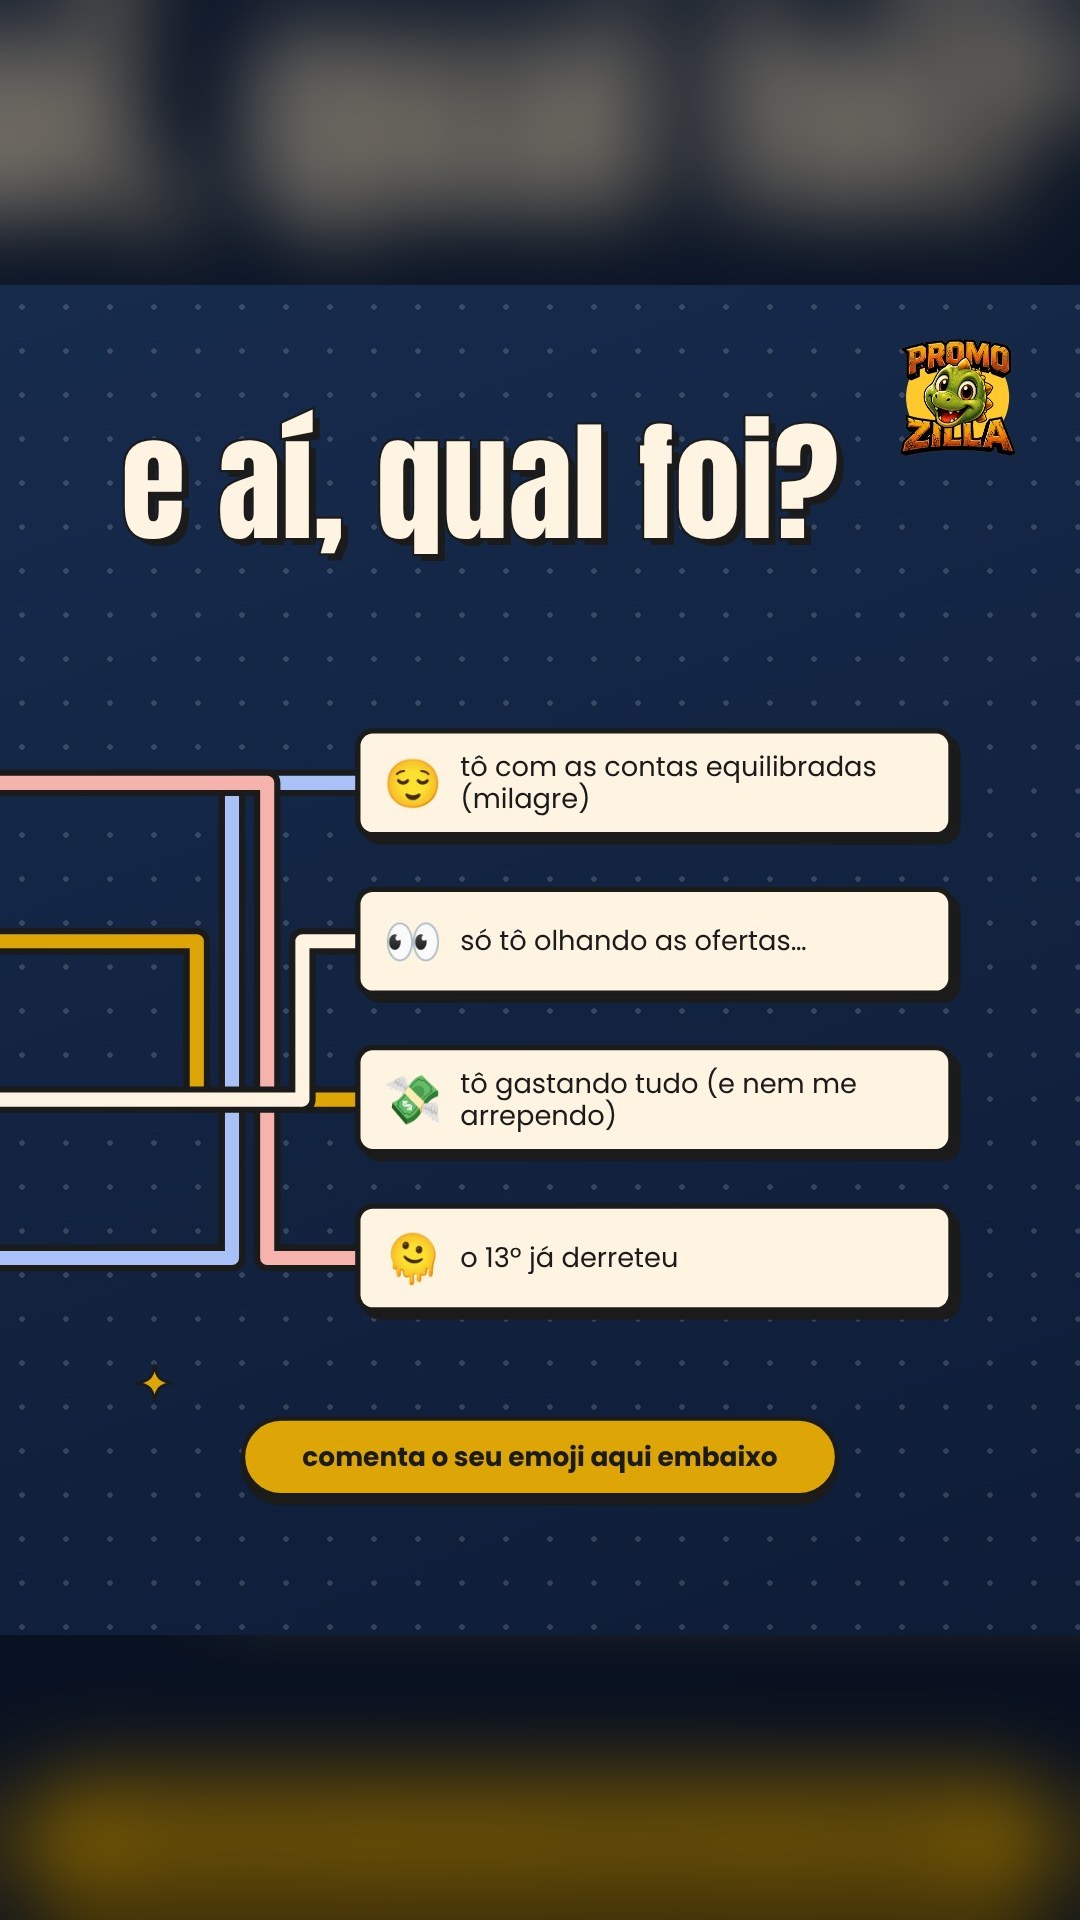 PROMO
ZILLA
e aí, qual foi?
😌 tô com as contas equilibradas
(milagre)
👀 só tô olhando as ofertas...
💸 tô gastando tudo (e nem me
arrependo)
🫠 o 13º já derreteu
comenta o seu emoji aqui embaixo